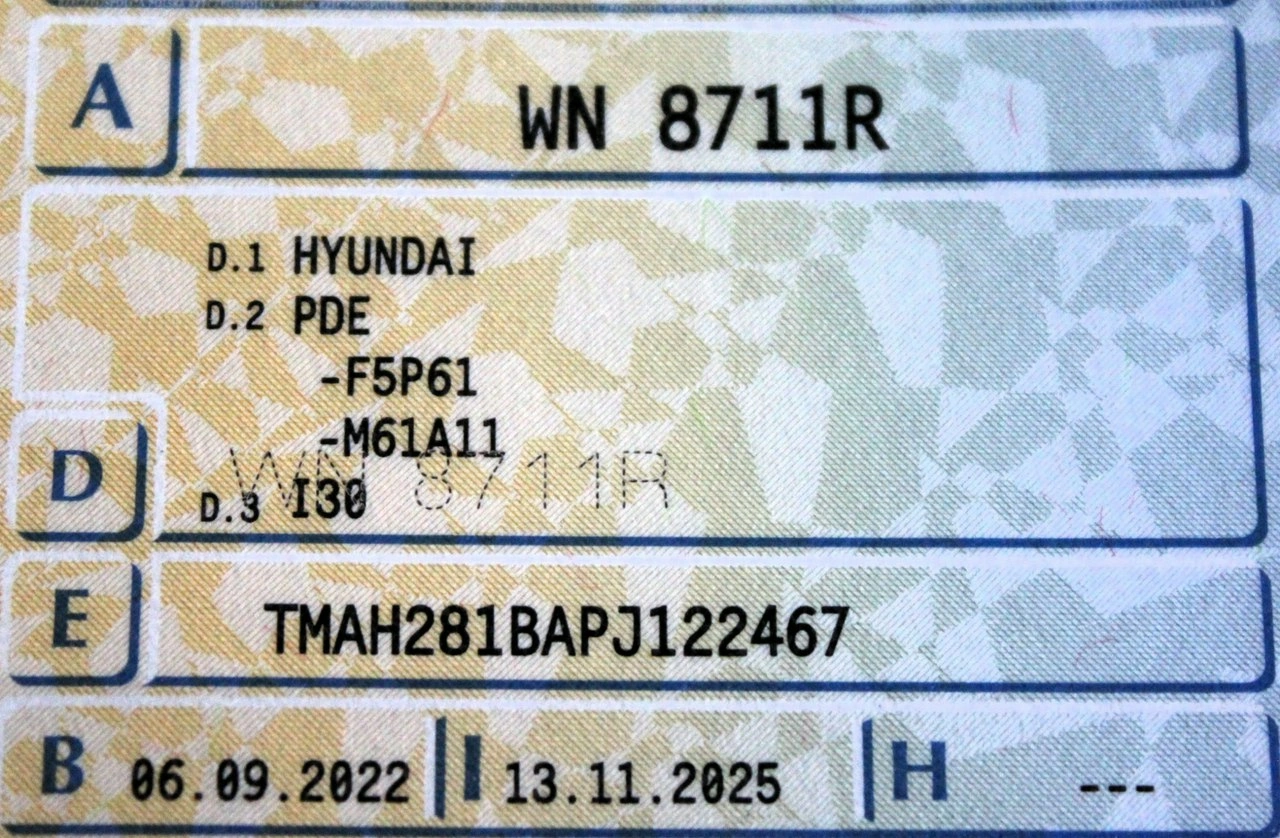 A WN 8711R
D.1 HYUNDAI
D.2 PDE
-F5P61
-M61A11
WN 8711R
D D.3 I30
E TMAH281BAPJ122467
B 06.09.2022 I 13.11.2025 H ---